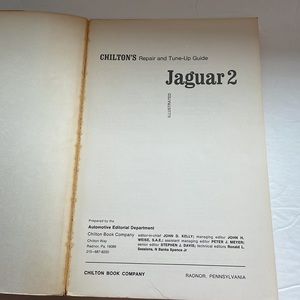 CHILTON'S Repair and Tune-Up Guide
Jaguar 2
ILLUSTRATED
Prepared by the
Automotive Editorial Department
Chilton Book Company
Chilton Way
Radnor, Pa. 19089
215—687-8200
editor-in-chief JOHN D. KELLY; managing editor JOHN H.
WEISE, S.A.E.; assistant managing editor PETER J. MEYER;
senior editor STEPHEN J. DAVIS; technical editors Ronald L.
Sessions, N Banks Spence Jr
CHILTON BOOK COMPANY RADNOR, PENNSYLVANIA